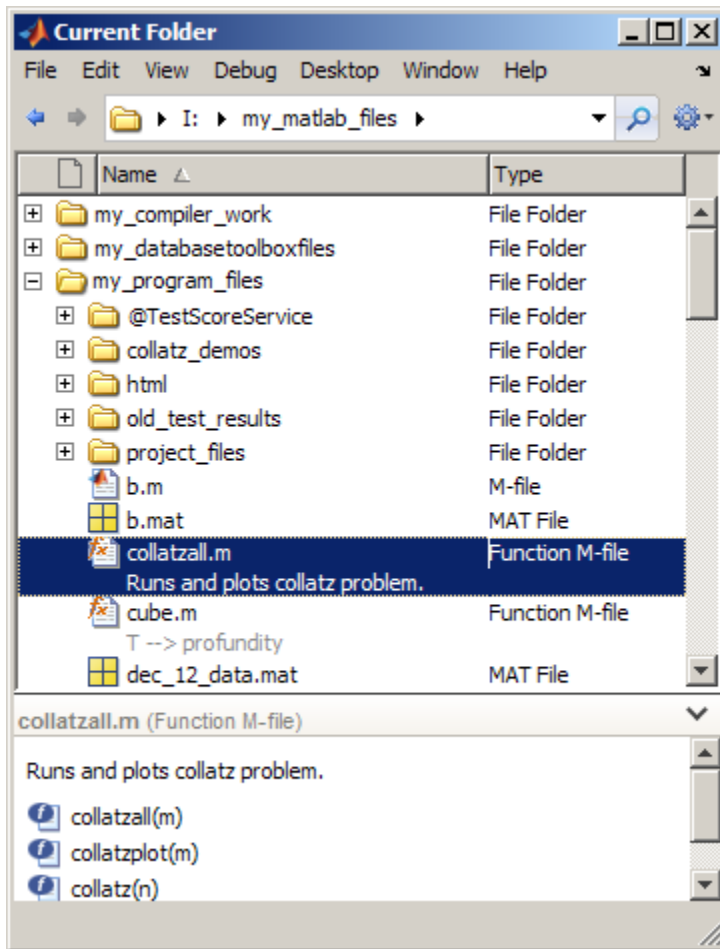 Current Folder
File Edit View Debug Desktop Window Help
I: my_matlab_files
Name Type
my_compiler_work File Folder
my_databasetoolboxfiles File Folder
my_program_files File Folder
@TestScoreService File Folder
collatz_demos File Folder
html File Folder
old_test_results File Folder
project_files File Folder
b.m M-file
b.mat MAT File
collatzall.m Function M-file
Runs and plots collatz problem.
cube.m Function M-file
T --> profundity
dec_12_data.mat MAT File
collatzall.m (Function M-file)
Runs and plots collatz problem.
collatzall(m)
collatzplot(m)
collatz(n)